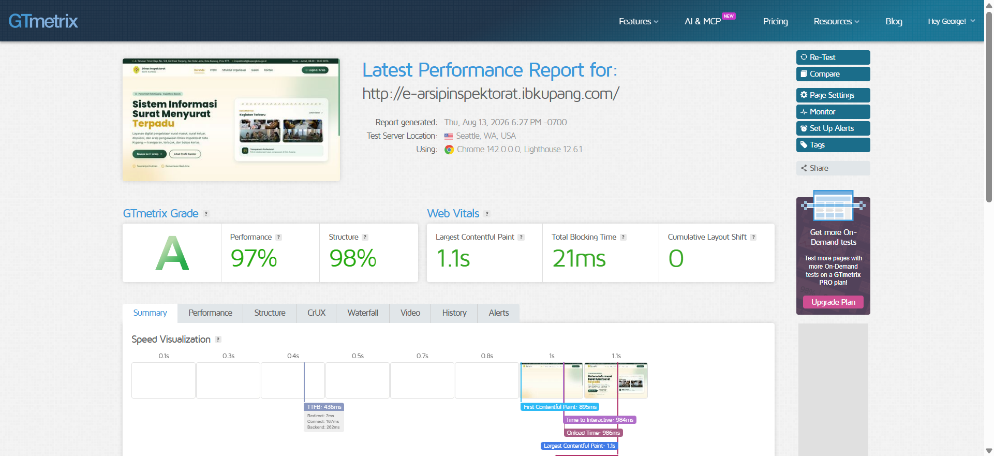 GTmetrix
Features
AI & MCP NEW
Pricing
Resources
Blog
Hey George!
Latest Performance Report for:
http://e-arsipinspektorat.ibkupang.com/
Report generated: Thu, Aug 13, 2026 6:27 PM -0700
Test Server Location: Seattle, WA, USA
Using: Chrome 142.0.0.0, Lighthouse 12.6.1
Sistem Informasi
Surat Menyurat
Terpadu
Re-Test
Compare
Page Settings
Monitor
Set Up Alerts
Tags
Share
Get more On-
Demand tests
Test more pages with
more On-Demand
tests on a GTmetrix
PRO plan!
Upgrade Plan
GTmetrix Grade ?
A
Performance ?
97%
Structure ?
98%
Web Vitals ?
Largest Contentful Paint ?
1.1s
Total Blocking Time ?
21ms
Cumulative Layout Shift ?
0
Summary
Performance
Structure
CrUX
Waterfall
Video
History
Alerts
Speed Visualization ?
0.1s
0.3s
0.4s
0.5s
0.7s
0.8s
1s
1.1s
TTFB: 436ms
First Contentful Paint: 895ms
Time to Interactive: 984ms
Onload Time: 986ms
Largest Contentful Paint: 1.1s